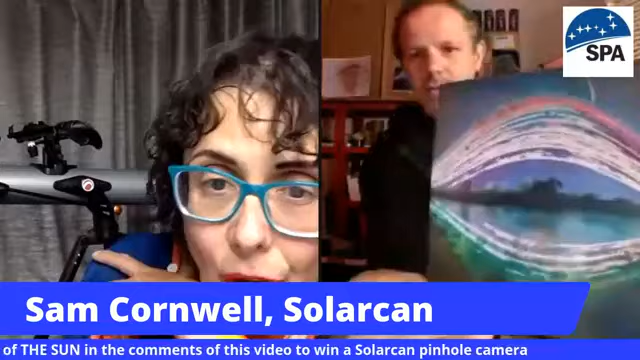 SPA
Sam Cornwell, Solarcan
of THE SUN in the comments of this video to win a Solarcan pinhole camera